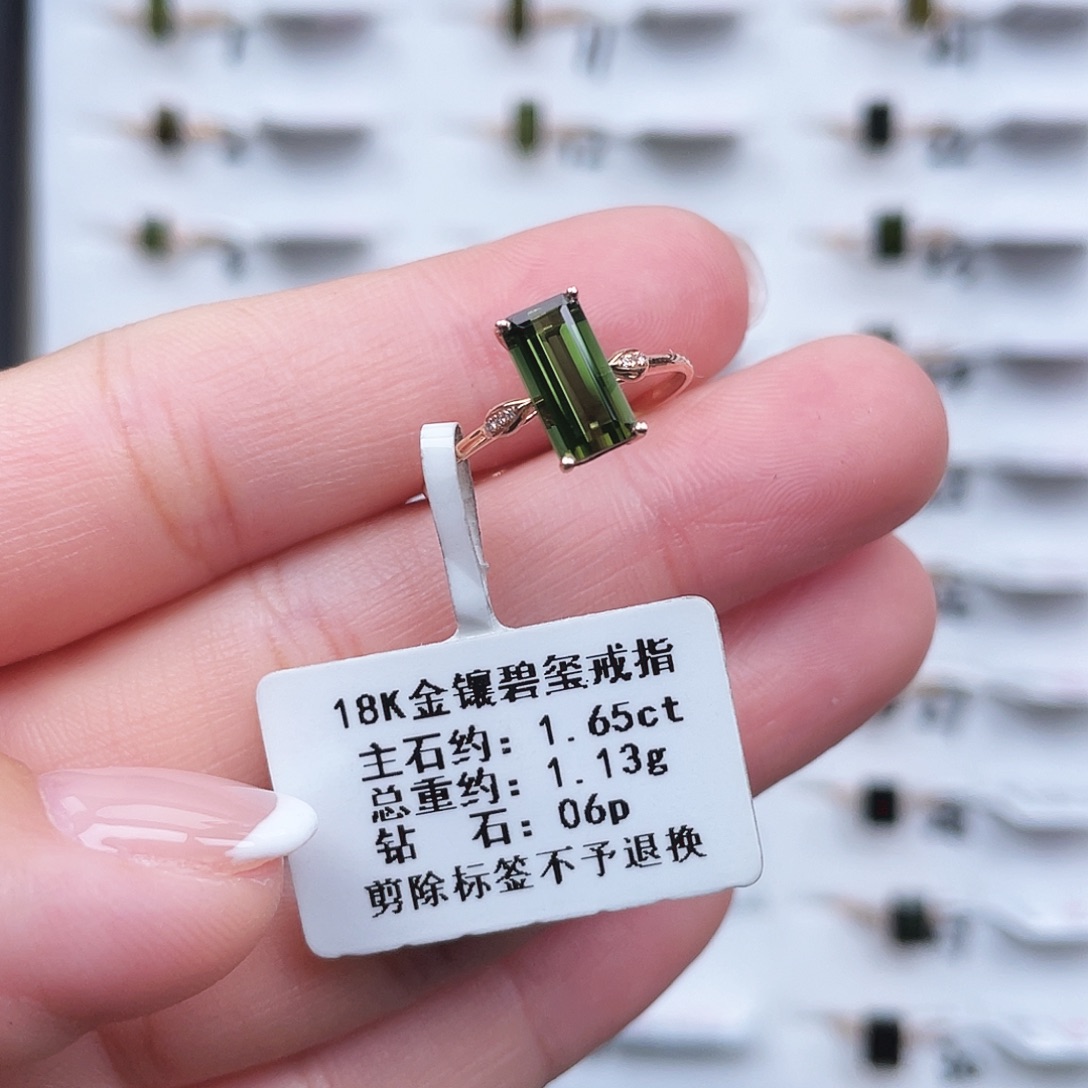 18K金镶碧玺戒指
主石约: 1.65ct
总重约: 1.13g
钻 石: 06p
剪除标签不予退换